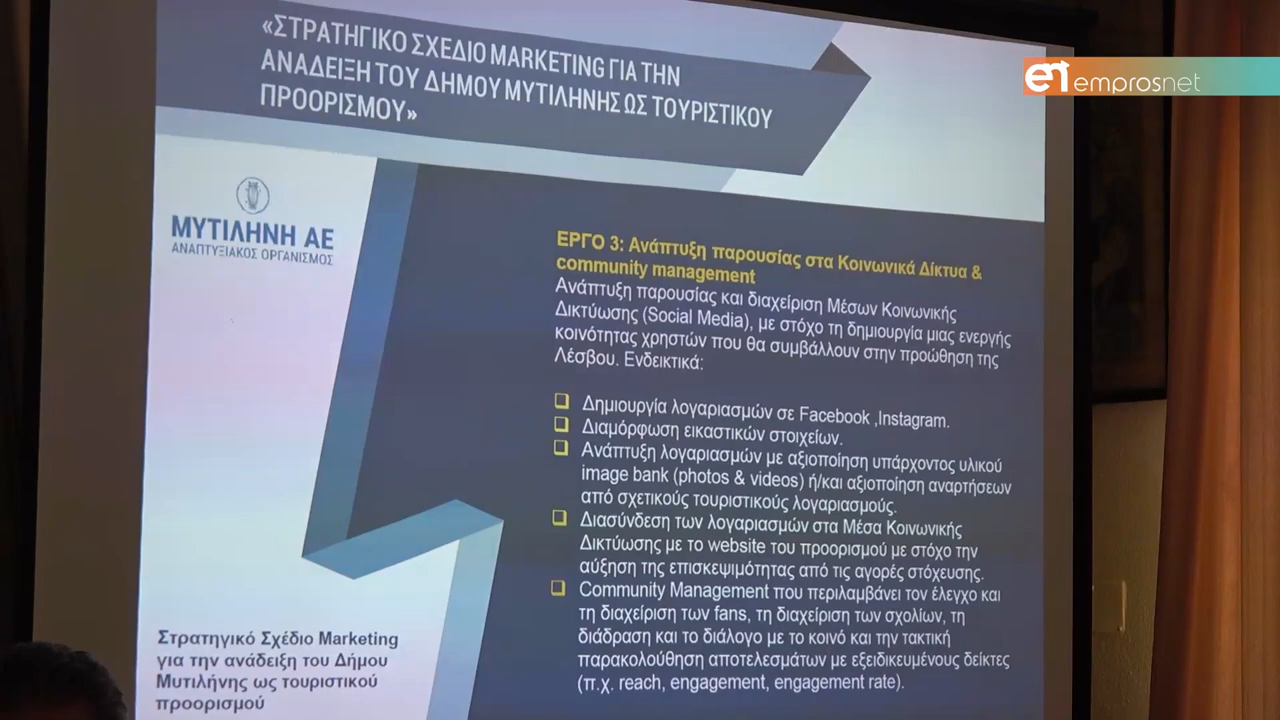 «ΣΤΡΑΤΗΓΙΚΟ ΣΧΕΔΙΟ MARKETING ΓΙΑ ΤΗΝ
ΑΝΑΔΕΙΞΗ ΤΟΥ ΔΗΜΟΥ ΜΥΤΙΛΗΝΗΣ ΩΣ ΤΟΥΡΙΣΤΙΚΟΥ
ΠΡΟΟΡΙΣΜΟΥ»
emprosnet
ΜΥΤΙΛΗΝΗ ΑΕ
ΑΝΑΠΤΥΞΙΑΚΟΣ ΟΡΓΑΝΙΣΜΟΣ
ΕΡΓΟ 3: Ανάπτυξη παρουσίας στα Κοινωνικά Δίκτυα &
community management
Ανάπτυξη παρουσίας και διαχείριση Μέσων Κοινωνικής
Δικτύωσης (Social Media), με στόχο τη δημιουργία μιας ενεργής
κοινότητας χρηστών που θα συμβάλλουν στην προώθηση της
Λέσβου. Ενδεικτικά:
Δημιουργία λογαριασμών σε Facebook ,Instagram.
Διαμόρφωση εικαστικών στοιχείων.
Ανάπτυξη λογαριασμών με αξιοποίηση υπάρχοντος υλικού
image bank (photos & videos) ή/και αξιοποίηση αναρτήσεων
από σχετικούς τουριστικούς λογαριασμούς.
Διασύνδεση των λογαριασμών στα Μέσα Κοινωνικής
Δικτύωσης με το website του προορισμού με στόχο την
αύξηση της επισκεψιμότητας από τις αγορές στόχευσης.
Community Management που περιλαμβάνει τον έλεγχο και
τη διαχείριση των fans, τη διαχείριση των σχολίων, τη
διάδραση και το διάλογο με το κοινό και την τακτική
παρακολούθηση αποτελεσμάτων με εξειδικευμένους δείκτες
(π.χ. reach, engagement, engagement rate).
Στρατηγικό Σχέδιο Marketing
για την ανάδειξη του Δήμου
Μυτιλήνης ως τουριστικού
προορισμού